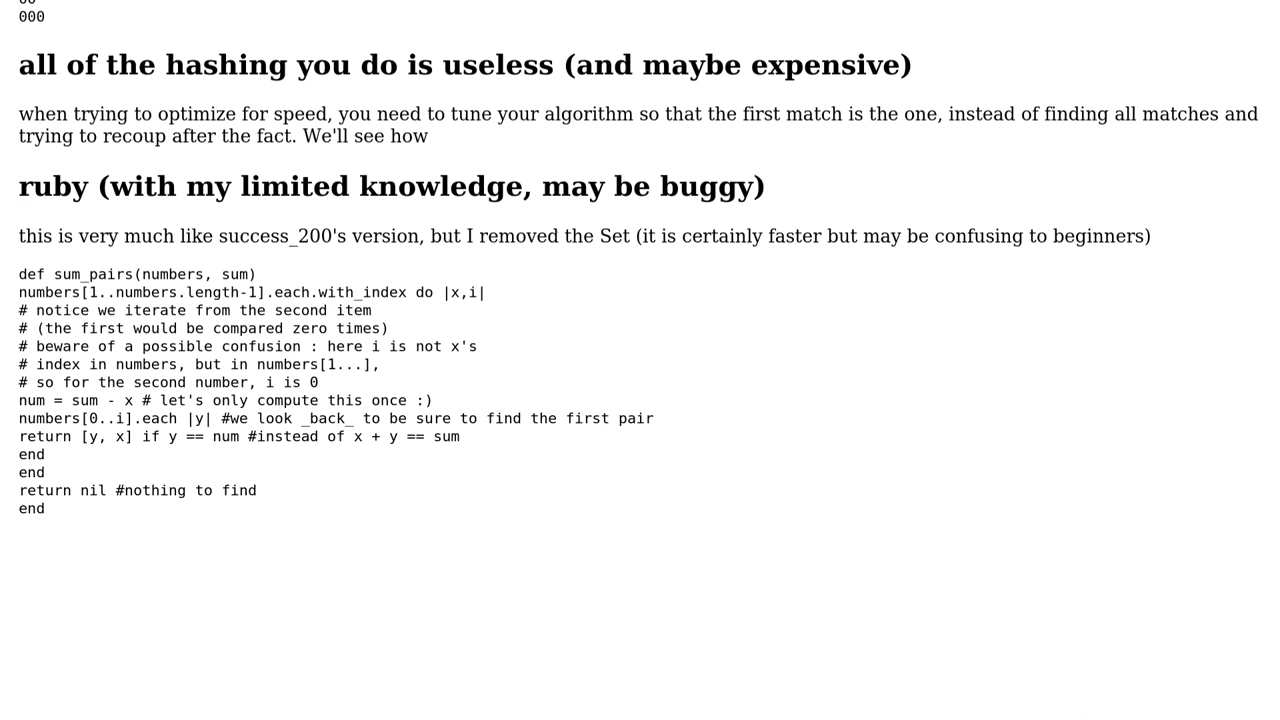 000
all of the hashing you do is useless (and maybe expensive)
when trying to optimize for speed, you need to tune your algorithm so that the first match is the one, instead of finding all matches and
trying to recoup after the fact. We'll see how
ruby (with my limited knowledge, may be buggy)
this is very much like success_200's version, but I removed the Set (it is certainly faster but may be confusing to beginners)
def sum_pairs(numbers, sum)
numbers[1..numbers.length-1].each.with_index do |x,i|
# notice we iterate from the second item
# (the first would be compared zero times)
# beware of a possible confusion : here i is not x's
# index in numbers, but in numbers[1...],
# so for the second number, i is 0
num = sum - x # let's only compute this once :)
numbers[0..i].each |y| #we look _back_ to be sure to find the first pair
return [y, x] if y == num #instead of x + y == sum
end
end
return nil #nothing to find
end